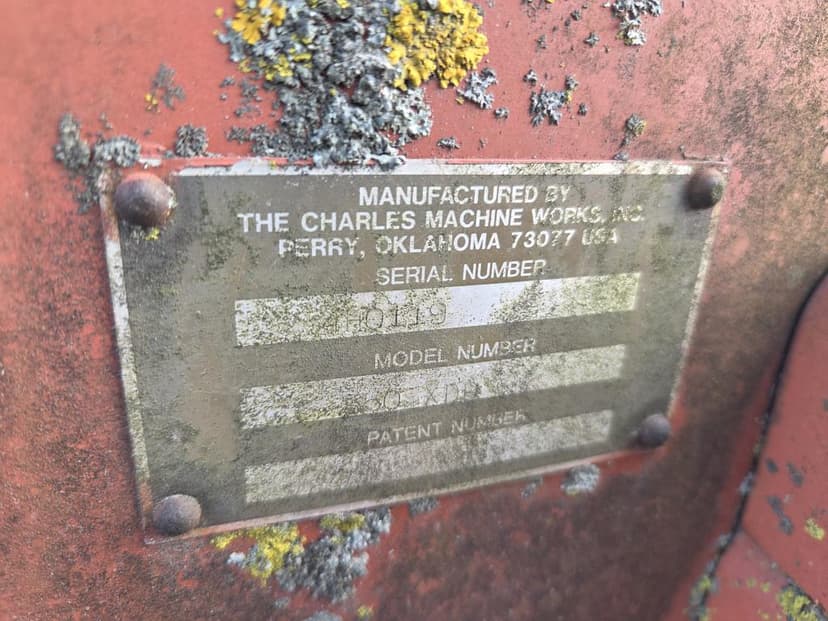 MANUFACTURED BY
THE CHARLES MACHINE WORKS, INC.
PERRY, OKLAHOMA 73077 USA
SERIAL NUMBER
MODEL NUMBER
PATENT NUMBER